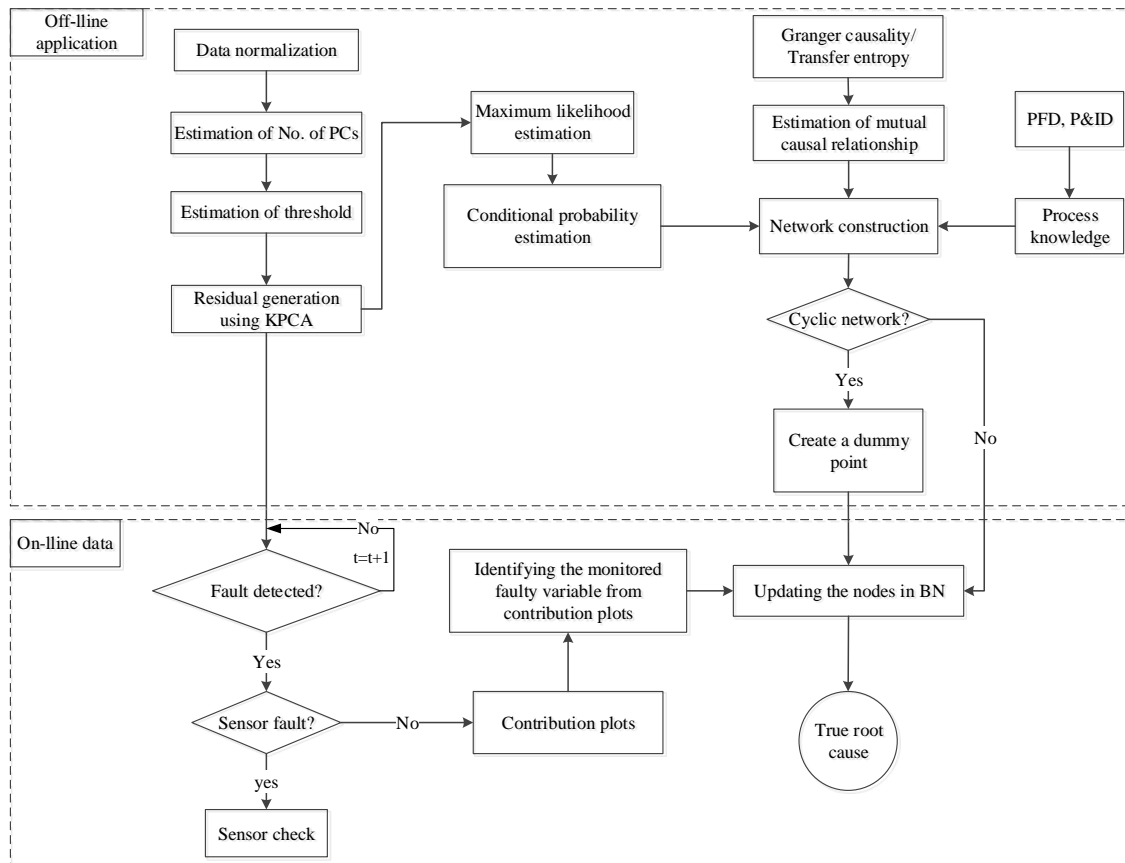 Off-lline
application
Data normalization
Estimation of No. of PCs
Estimation of threshold
Residual generation
using KPCA
Maximum likelihood
estimation
Conditional probability
estimation
Granger causality/
Transfer entropy
Estimation of mutual
causal relationship
PFD, P&ID
Process
knowledge
Network construction
Cyclic network?
Yes
No
Create a dummy
point
On-lline data
No
t=t+1
Fault detected?
Yes
Sensor fault?
No
yes
Sensor check
Contribution plots
Identifying the monitored
faulty variable from
contribution plots
Updating the nodes in BN
True root
cause